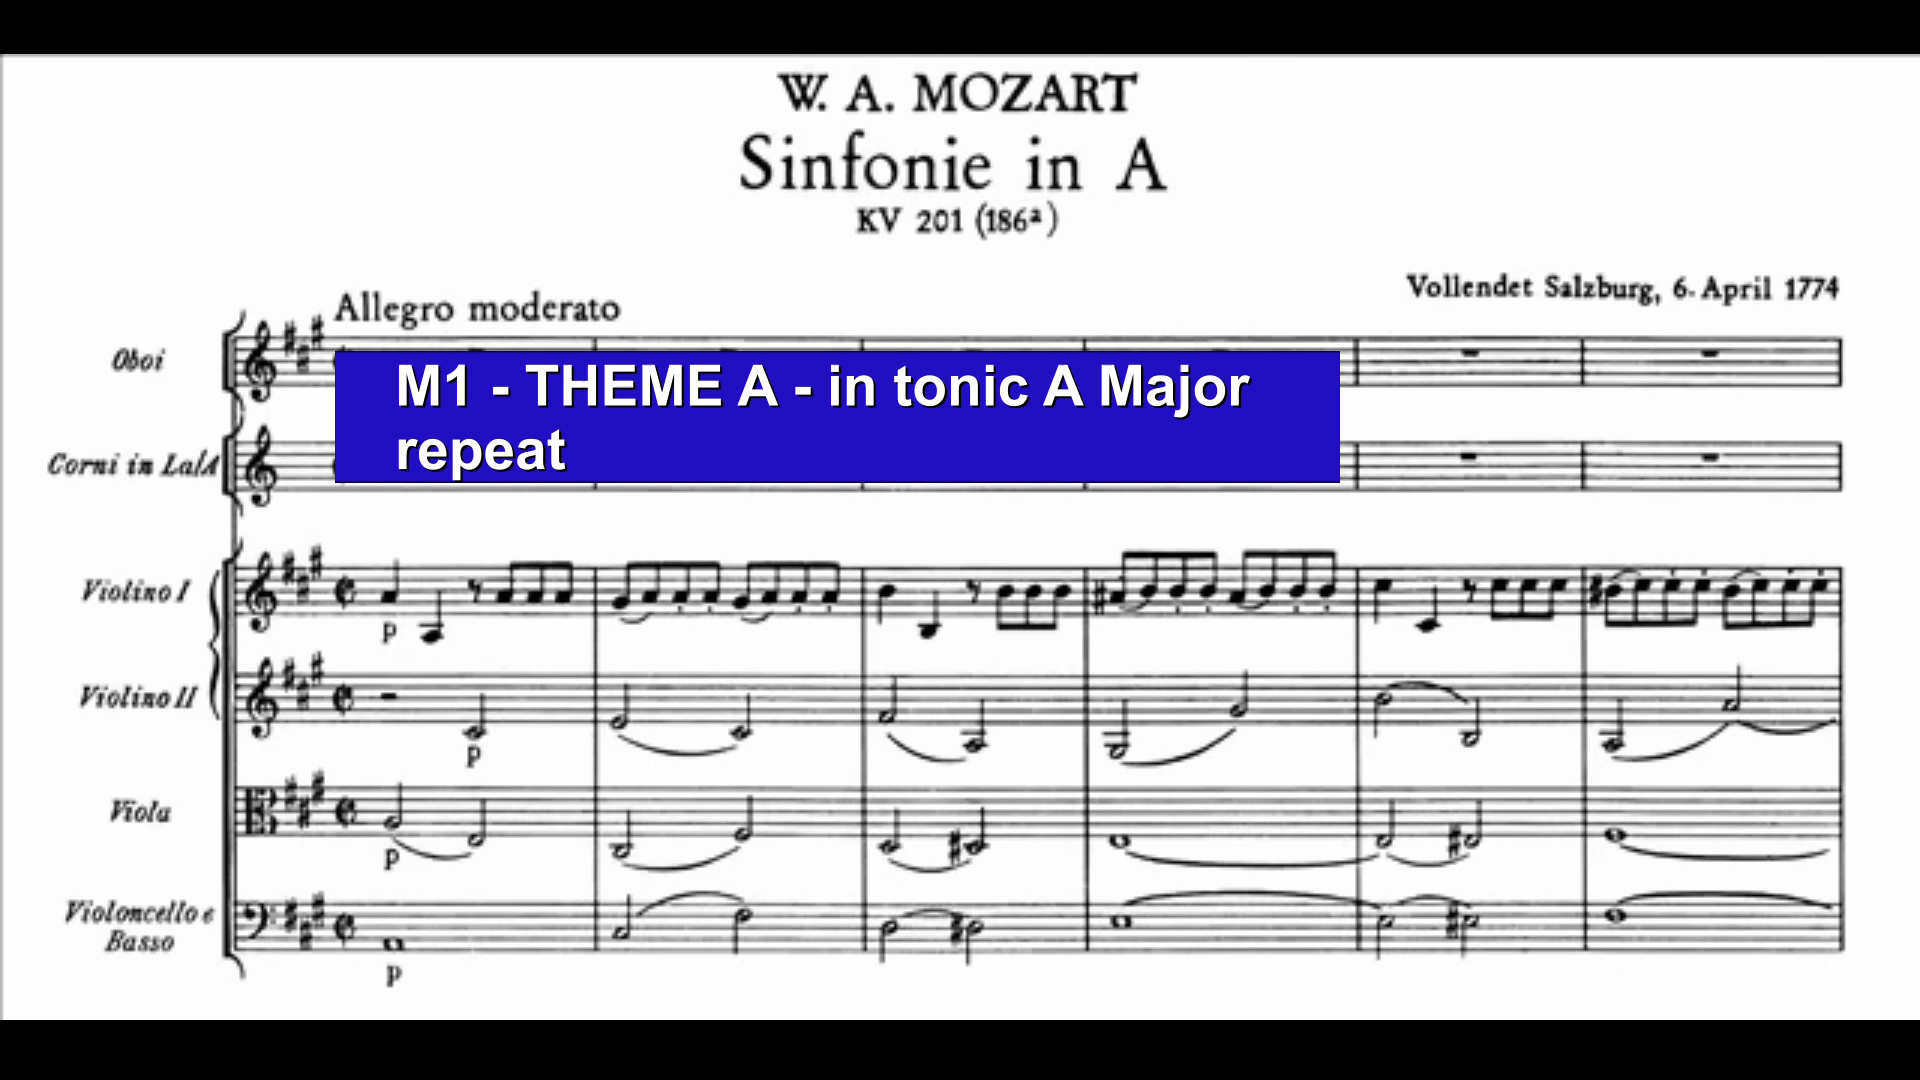 W. A. MOZART
Sinfonie in A
KV 201 (186ª)
Vollendet Salzburg, 6. April 1774
Allegro moderato
Oboi
M1 - THEME A - in tonic A Major
repeat
Corni in La/A
Violino I
p
Violino II
p
Viola
p
Violoncello e
Basso
p